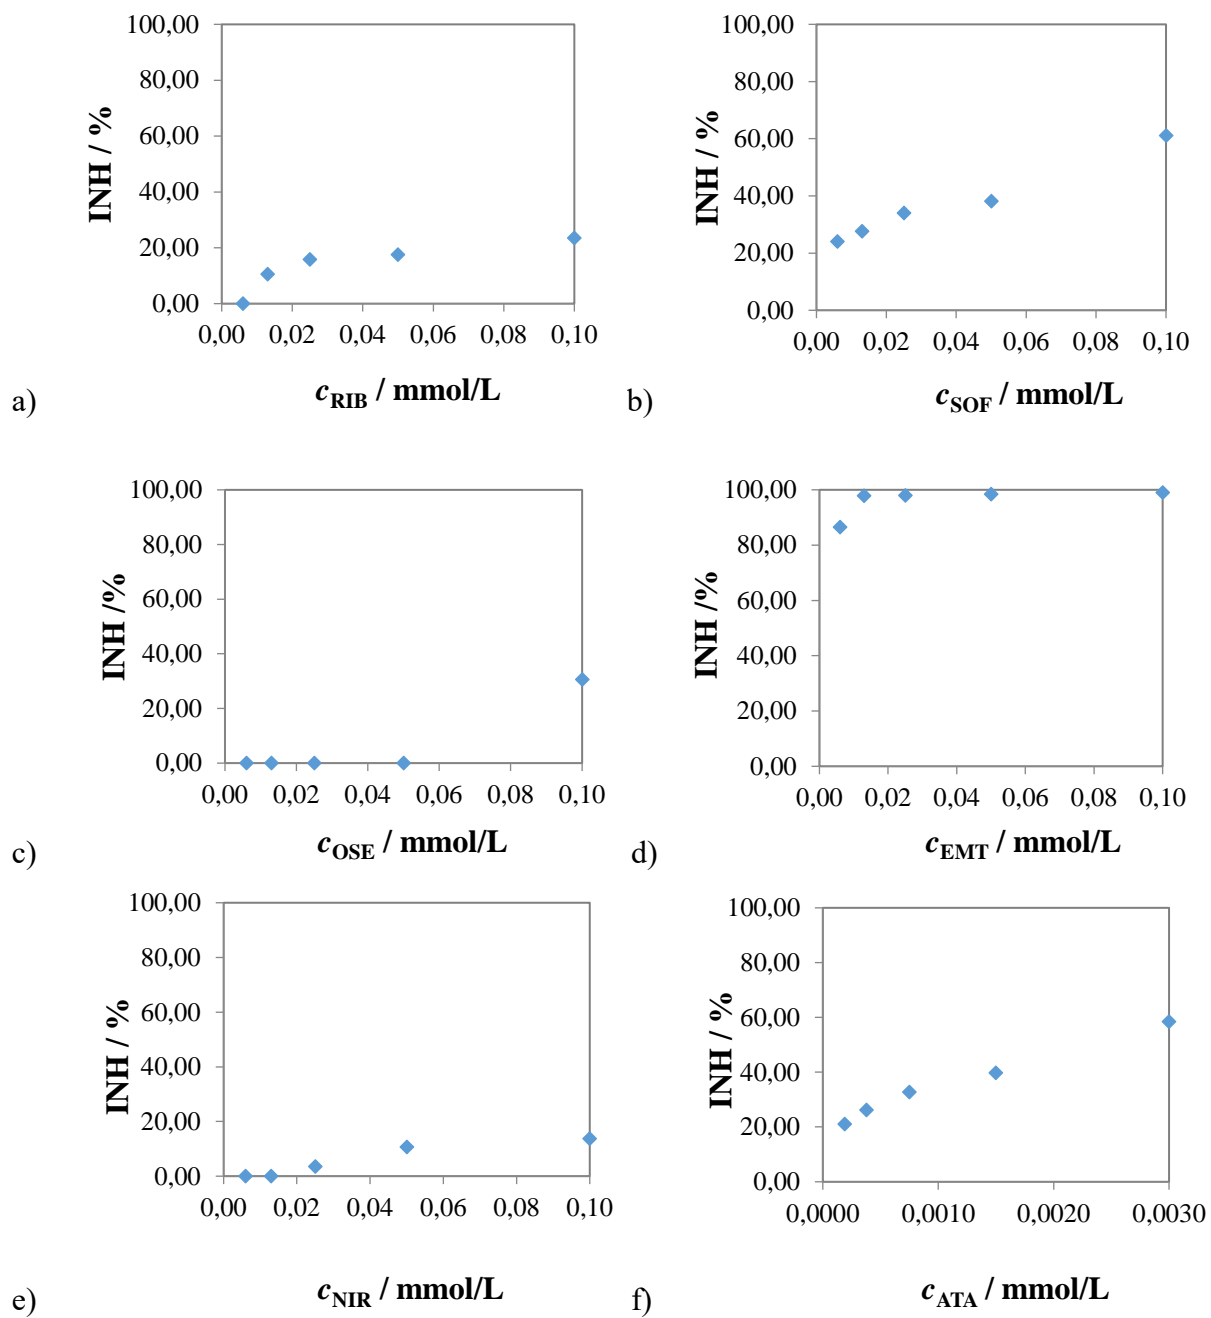 100,00
80,00
60,00
40,00
20,00
0,00
INH / %
0,00 0,02 0,04 0,06 0,08 0,10
cRIB / mmol/L
a)
100,00
80,00
60,00
40,00
20,00
0,00
INH / %
0,00 0,02 0,04 0,06 0,08 0,10
cSOF / mmol/L
b)
100,00
80,00
60,00
40,00
20,00
0,00
INH /%
0,00 0,02 0,04 0,06 0,08 0,10
cOSE / mmol/L
c)
100,00
80,00
60,00
40,00
20,00
0,00
INH /%
0,00 0,02 0,04 0,06 0,08 0,10
cEMT / mmol/L
d)
100,00
80,00
60,00
40,00
20,00
0,00
INH / %
0,00 0,02 0,04 0,06 0,08 0,10
cNIR / mmol/L
e)
100,00
80,00
60,00
40,00
20,00
0,00
INH / %
0,0000 0,0010 0,0020 0,0030
cATA / mmol/L
f)